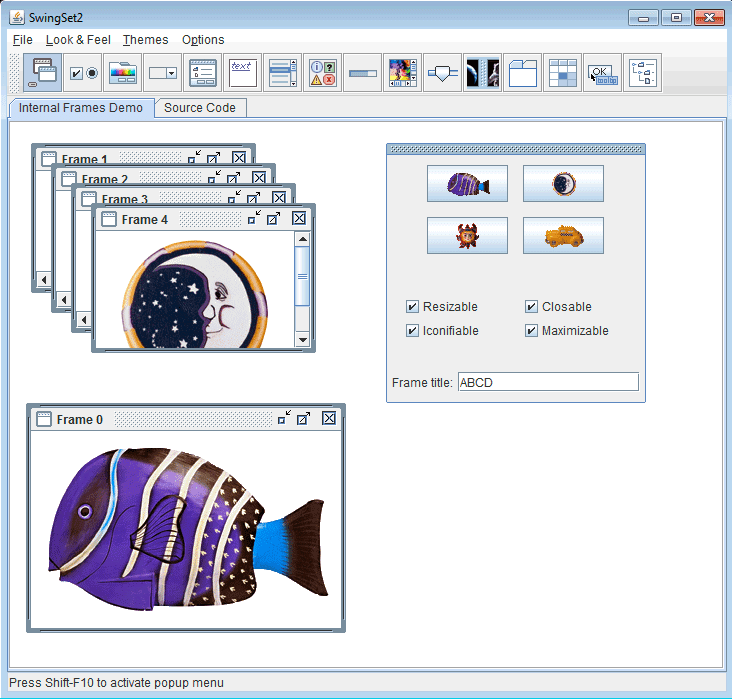 SwingSet2
File Look & Feel Themes Options
text
OK
tooltip
Internal Frames Demo Source Code
Frame 1
Frame 2
Frame 3
Frame 4
Resizable Closable
Iconifiable Maximizable
Frame title: ABCD
Frame 0
Press Shift-F10 to activate popup menu